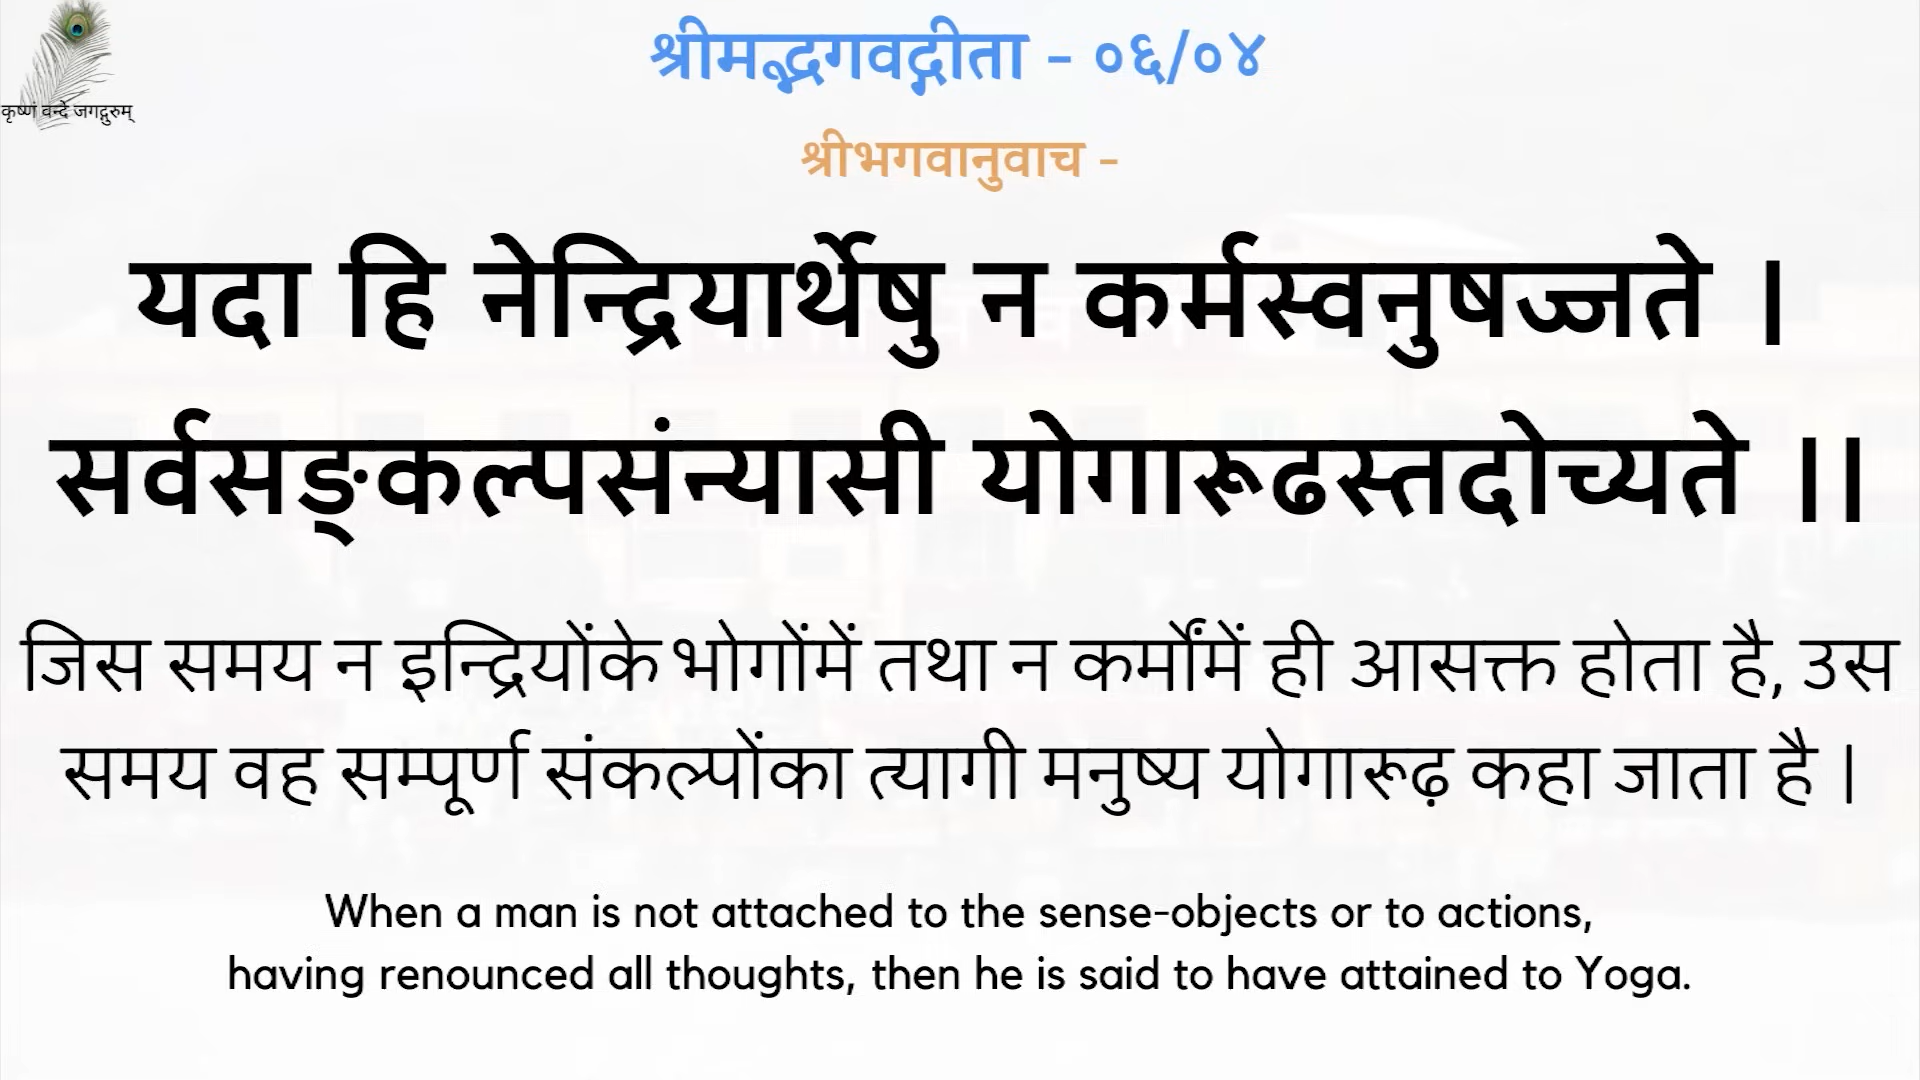 श्रीमद्भगवद्गीता - ०६/०४
कृष्णं वन्दे जगद्गुरुम्
श्रीभगवानुवाच -
यदा हि नेन्द्रियार्थेषु न कर्मस्वनुषज्जते ।
सर्वसङ्कल्पसंन्यासी योगारूढस्तदोच्यते ।।
जिस समय न इन्द्रियोंके भोगोंमें तथा न कर्मोंमें ही आसक्त होता है, उस
समय वह सम्पूर्ण संकल्पोंका त्यागी मनुष्य योगारूढ़ कहा जाता है |
When a man is not attached to the sense-objects or to actions,
having renounced all thoughts, then he is said to have attained to Yoga.